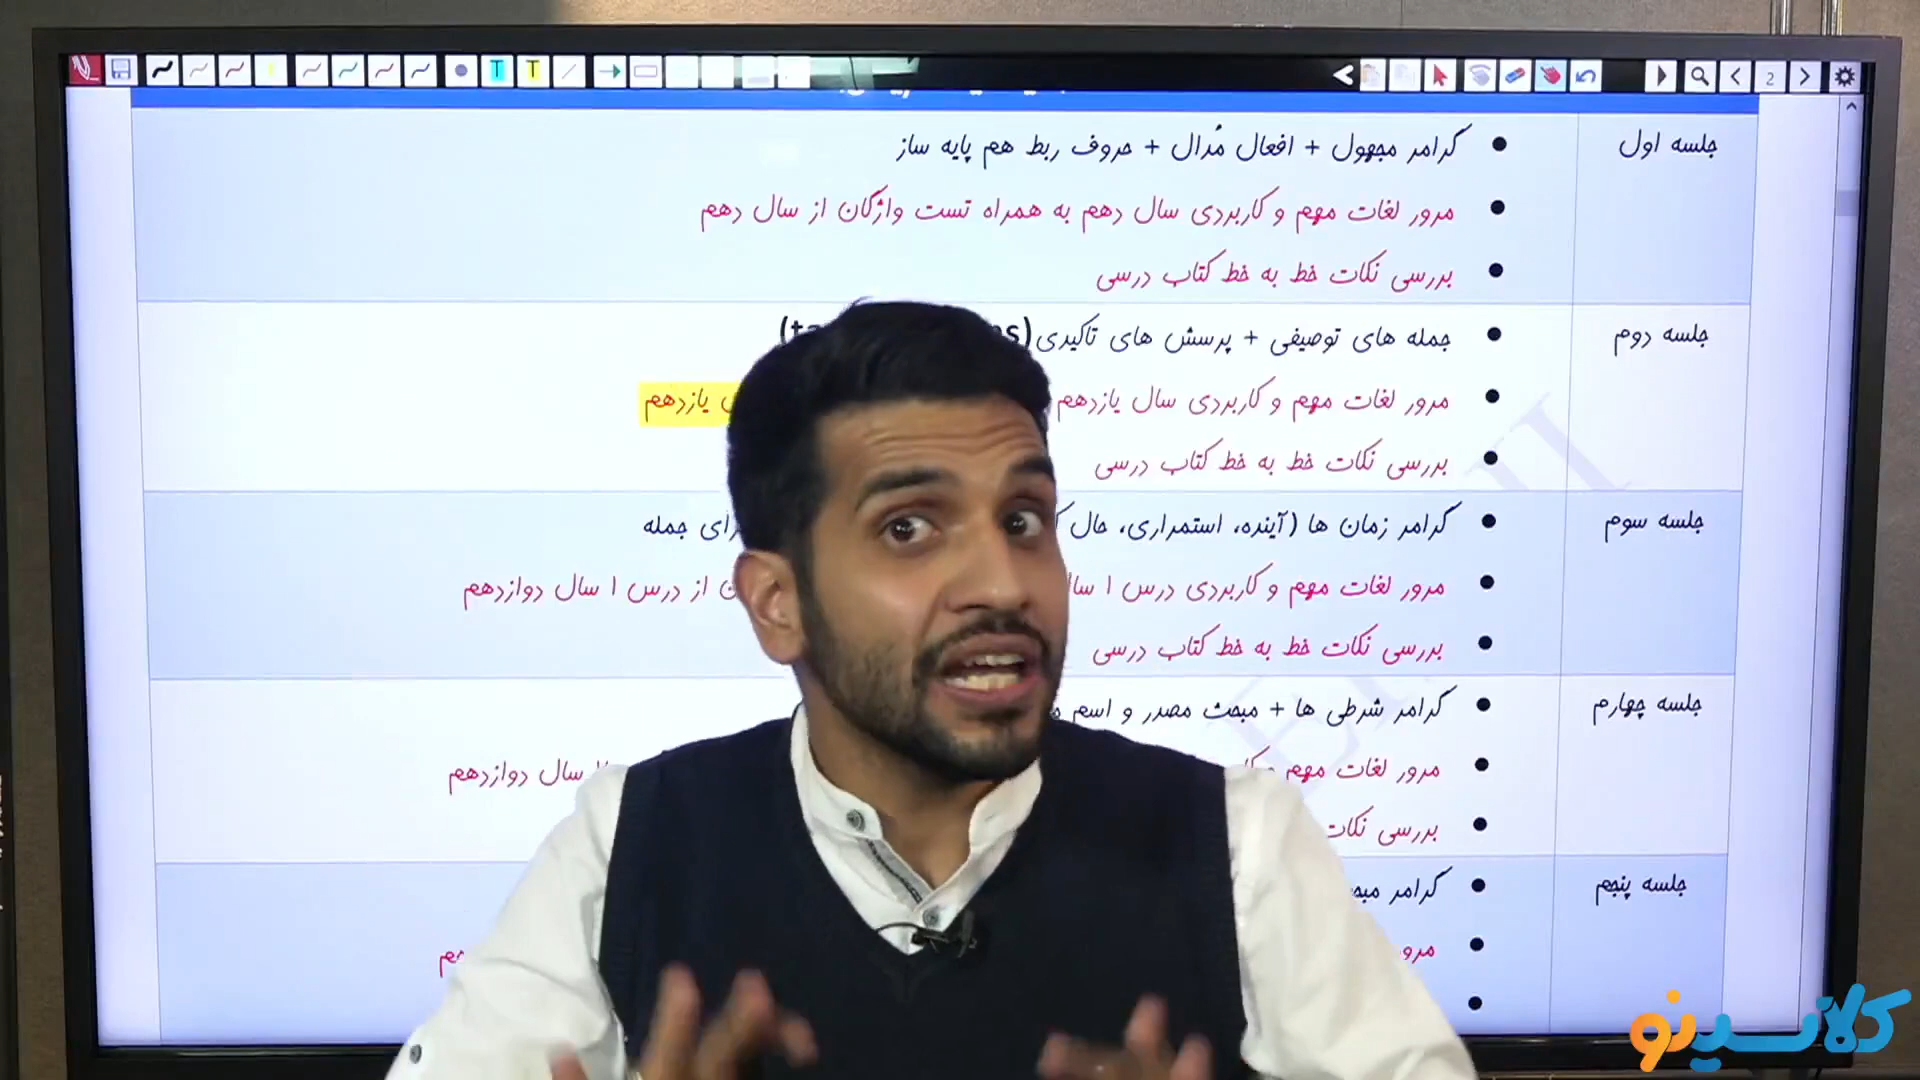 2
جلسه اول
گرامر مجهول + افعال مُدال + حروف ربط هم پایه ساز
مرور لغات مهم و کاربردی سال دهم به همراه تست واژگان از سال دهم
بررسی نکات خط به خط کتاب درسی
جلسه دوم
جمله های توصیفی + پرسش های تاکیدی
مرور لغات مهم و کاربردی سال یازدهم یازدهم
بررسی نکات خط به خط کتاب درسی
جلسه سوم
گرامر زمان ها (آینده، استمراری، حال جمله
مرور لغات مهم و کاربردی درس ۱ از درس ۱ سال دوازدهم
بررسی نکات خط به خط کتاب درسی
جلسه چهارم
گرامر شرطی ها + مبحث مصدر و اسم
مرور لغات مهم سال دوازدهم
بررسی نکات
جلسه پنجم
گرامر
کلاسینو